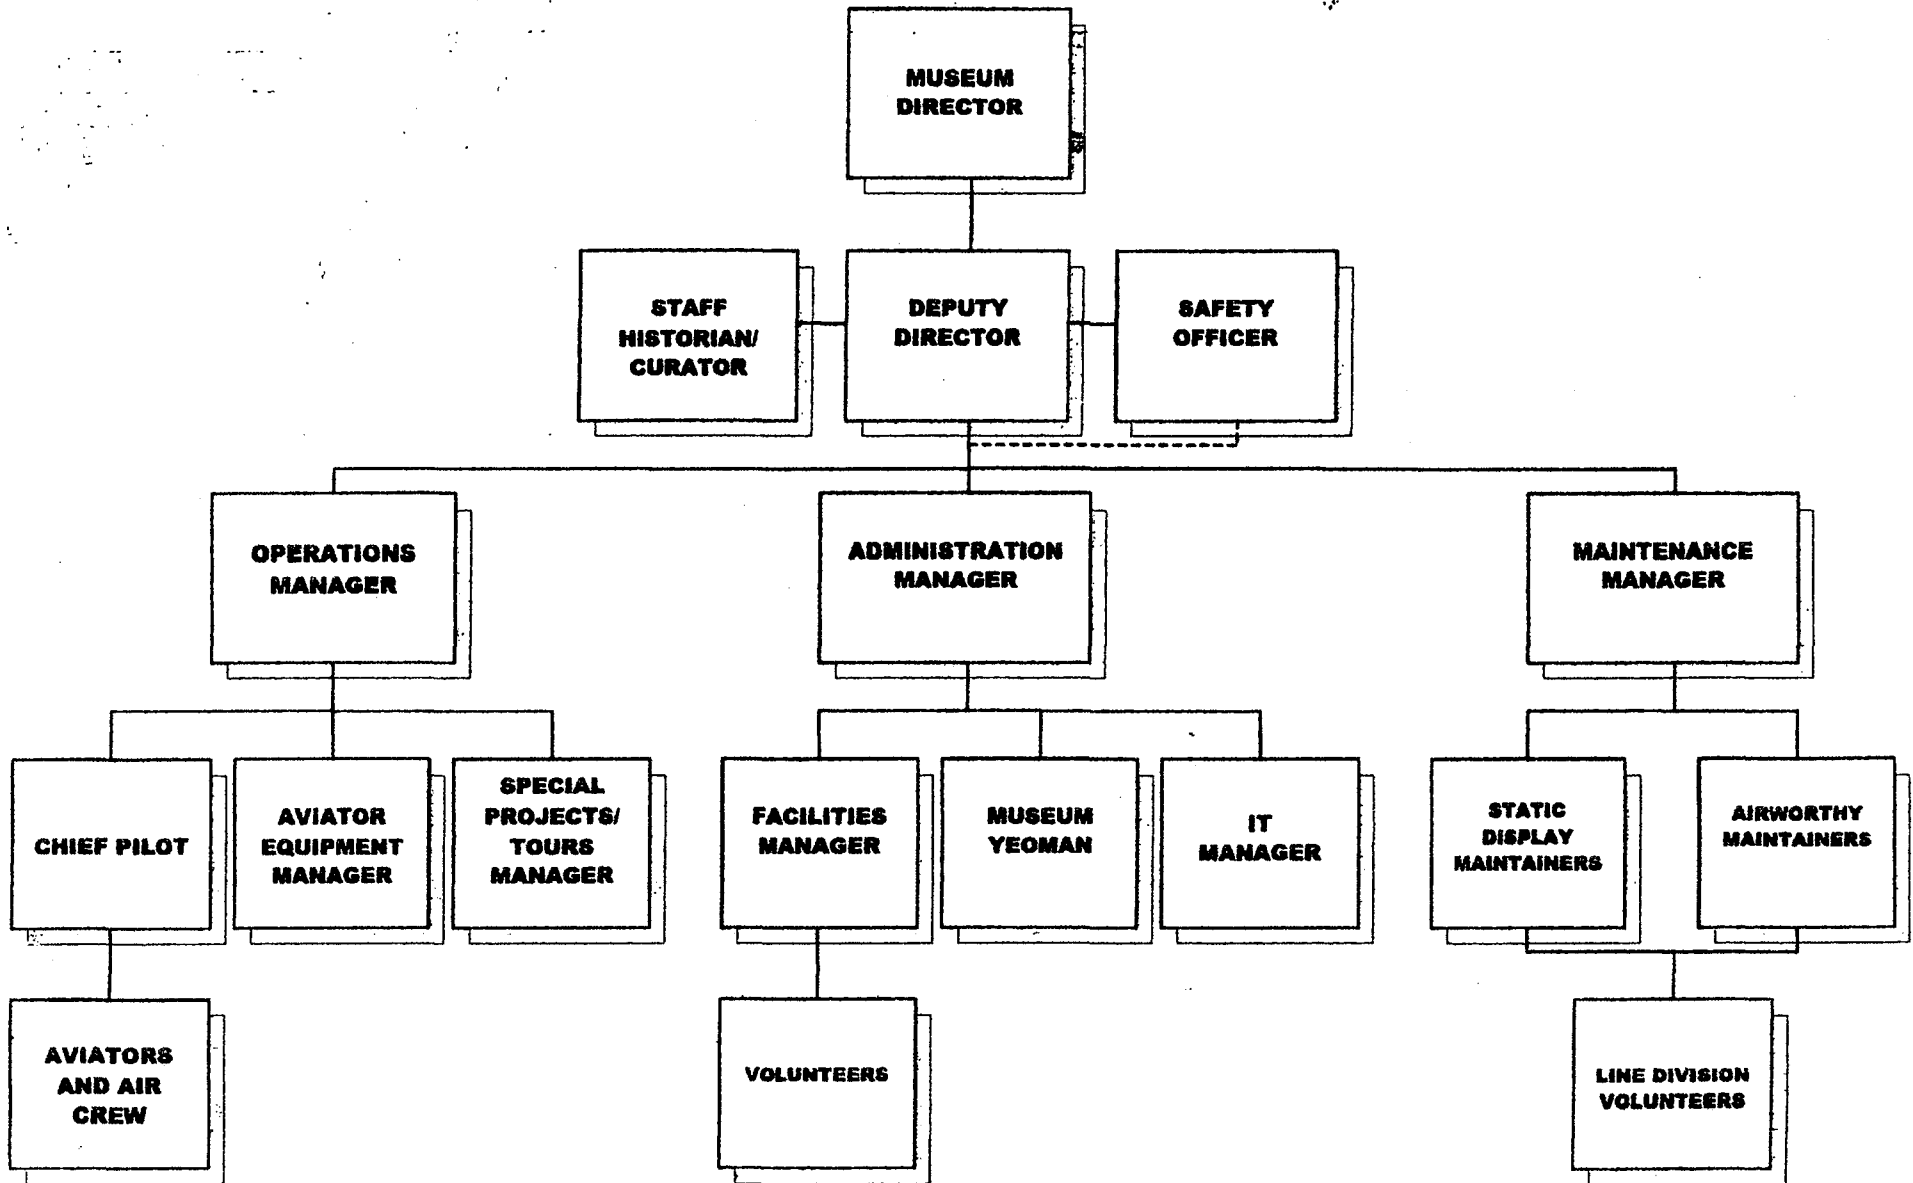 MUSEUM
DIRECTOR
STAFF
HISTORIAN/
CURATOR
DEPUTY
DIRECTOR
SAFETY
OFFICER
OPERATIONS
MANAGER
ADMINISTRATION
MANAGER
MAINTENANCE
MANAGER
CHIEF PILOT
AVIATOR
EQUIPMENT
MANAGER
SPECIAL
PROJECTS/
TOURS
MANAGER
FACILITIES
MANAGER
MUSEUM
YEOMAN
IT
MANAGER
STATIC
DISPLAY
MAINTAINERS
AIRWORTHY
MAINTAINERS
AVIATORS
AND AIR
CREW
VOLUNTEERS
LINE DIVISION
VOLUNTEERS